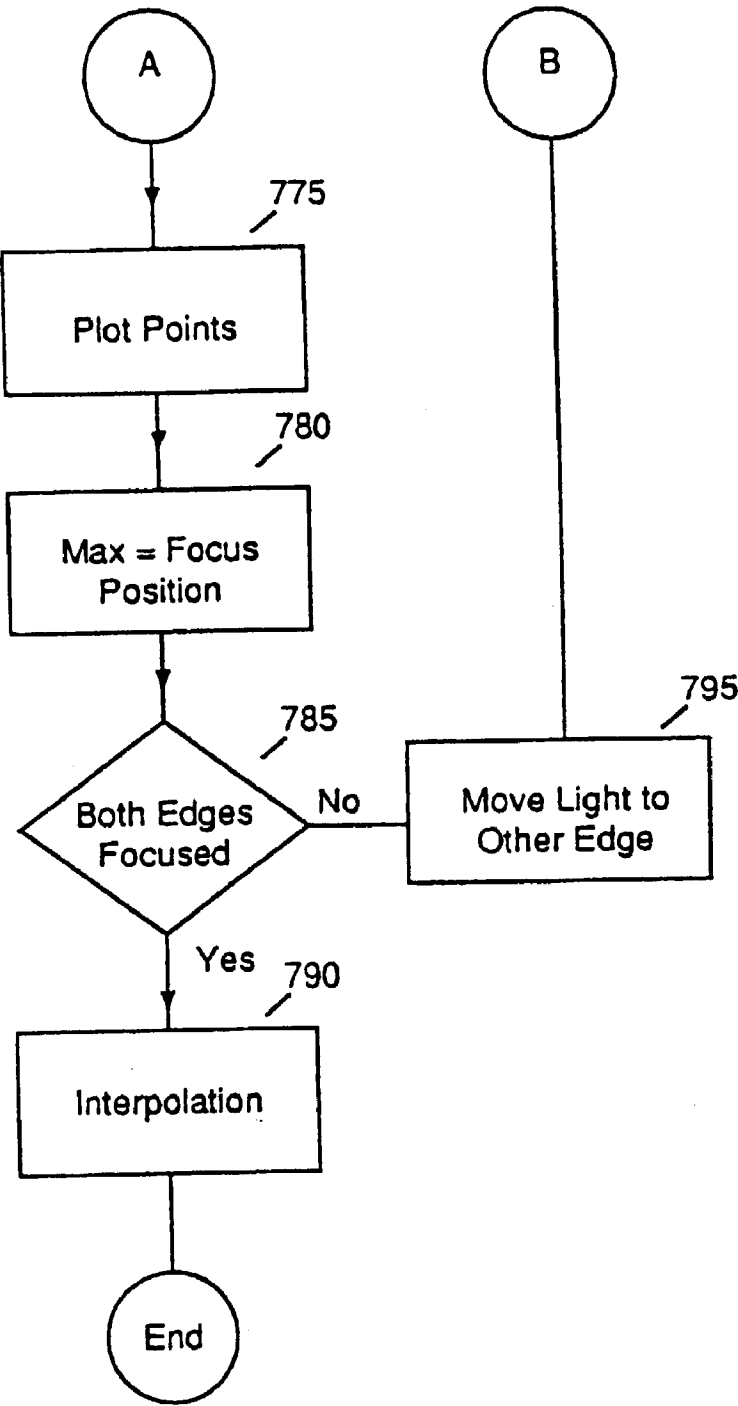 A
B
775
Plot Points
780
Max = Focus
Position
785
Both Edges
Focused
No
795
Move Light to
Other Edge
Yes
790
Interpolation
End